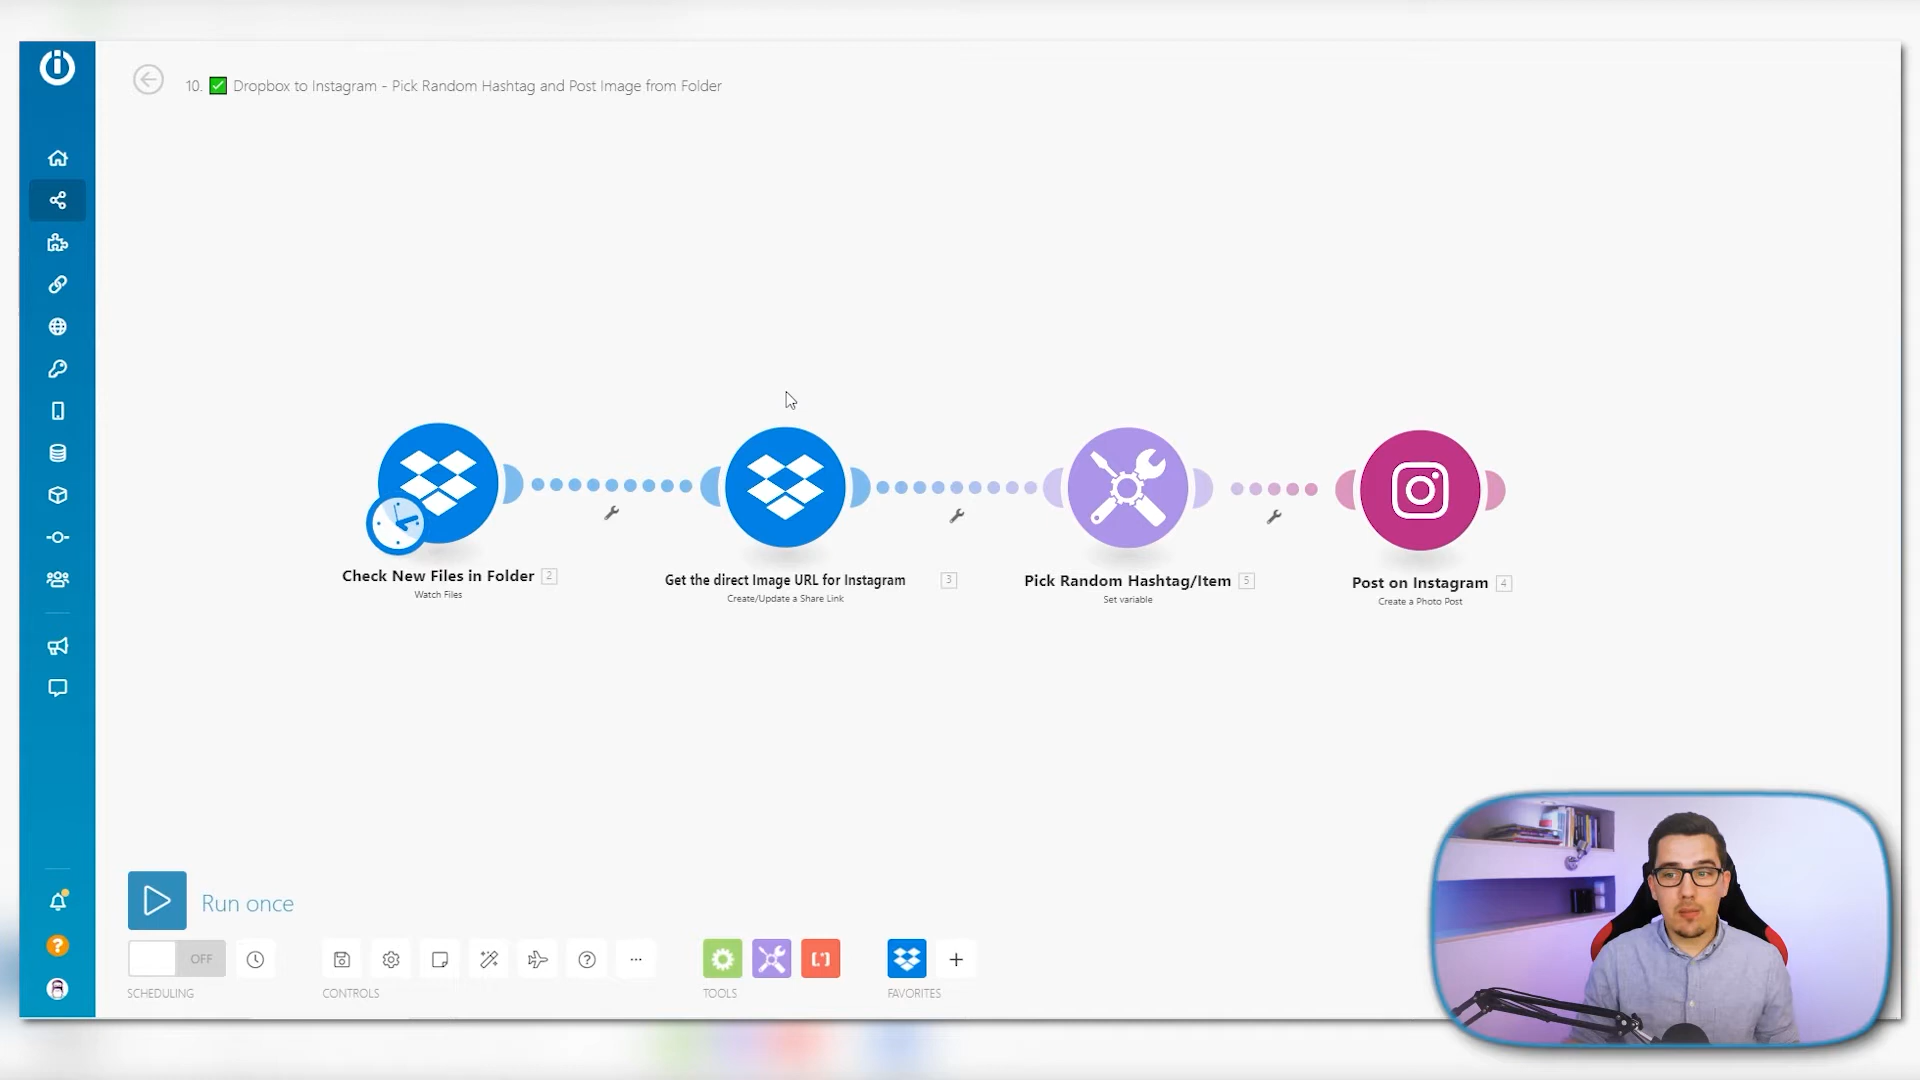 10. ✅ Dropbox to Instagram - Pick Random Hashtag and Post Image from Folder
Check New Files in Folder 2
Watch Files
Get the direct Image URL for Instagram 3
Create/Update a Share Link
Pick Random Hashtag/Item 5
Set variable
Post on Instagram 4
Create a Photo Post
Run once
OFF
SCHEDULING
CONTROLS
TOOLS
FAVORITES